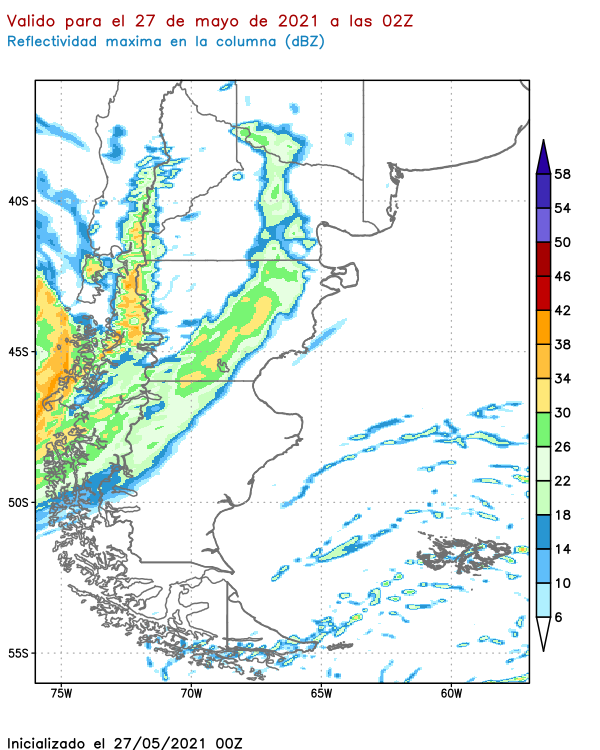 Valido para el 27 de mayo de 2021 a las 02Z
Reflectividad maxima en la columna (dBZ)
58
54
50
46
42
38
34
30
26
22
18
14
10
6
40S
45S
50S
55S
75W 70W 65W 60W
Inicializado el 27/05/2021 00Z